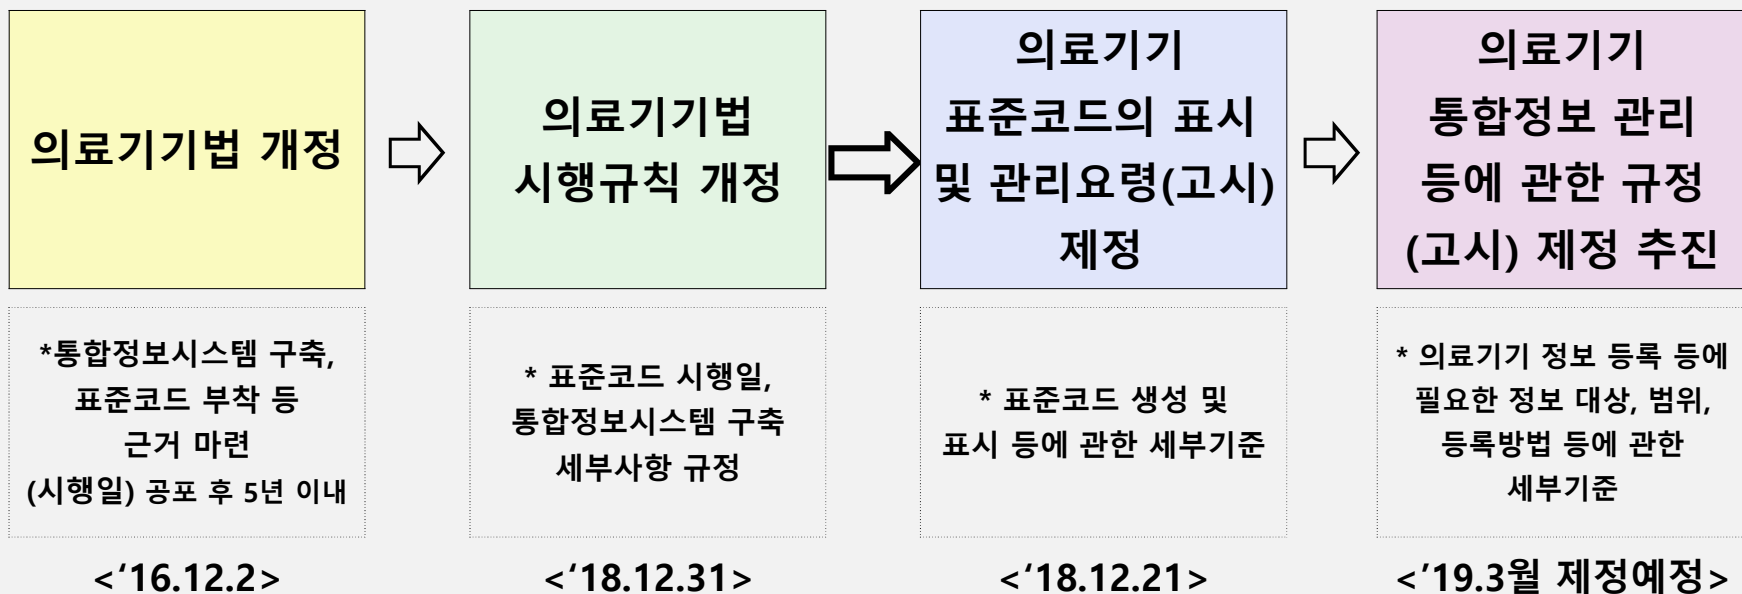 의료기기법 개정
의료기기법
시행규칙 개정
의료기기
표준코드의 표시
및 관리요령(고시)
제정
의료기기
통합정보 관리
등에 관한 규정
(고시) 제정 추진
*통합정보시스템 구축,
표준코드 부착 등
근거 마련
(시행일) 공포 후 5년 이내
* 표준코드 시행일,
통합정보시스템 구축
세부사항 규정
* 표준코드 생성 및
표시 등에 관한 세부기준
* 의료기기 정보 등록 등에
필요한 정보 대상, 범위,
등록방법 등에 관한
세부기준
<‘16.12.2>
<‘18.12.31>
<‘18.12.21>
<’19.3월 제정예정>